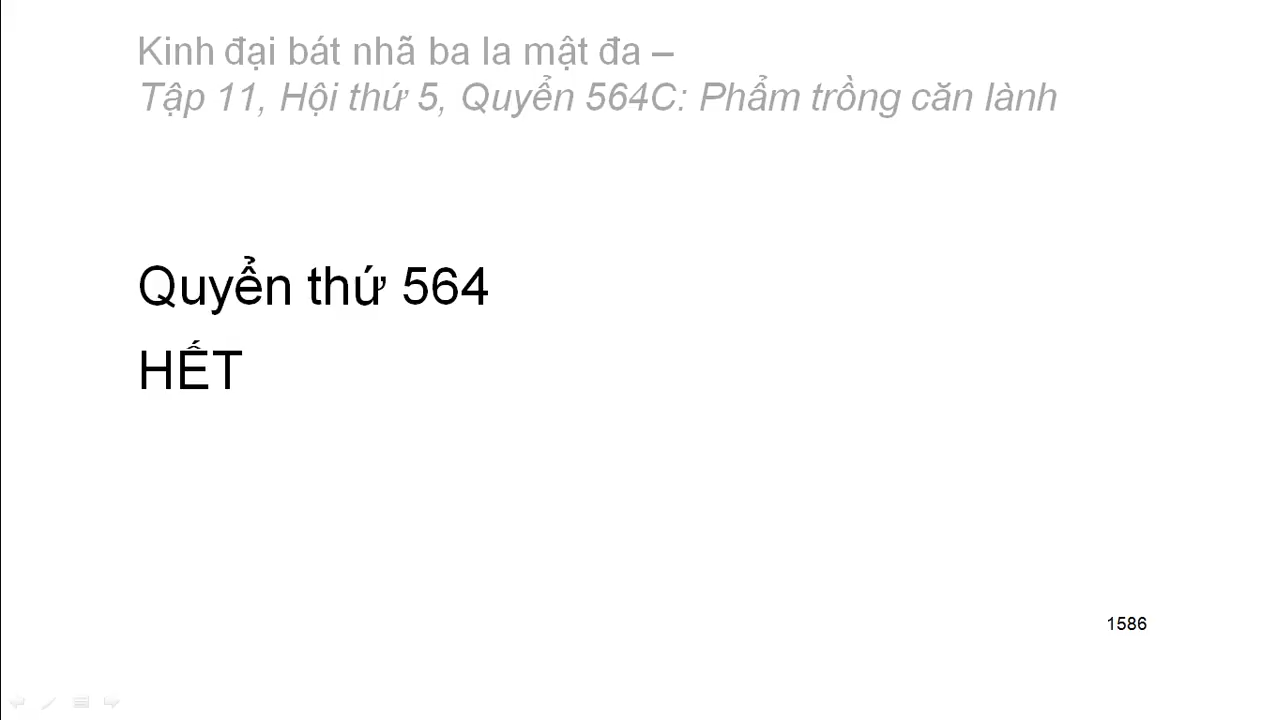 Kinh đại bát nhã ba la mật đa –
Tập 11, Hội thứ 5, Quyển 564C: Phẩm trồng căn lành
Quyển thứ 564
HẾT
1586